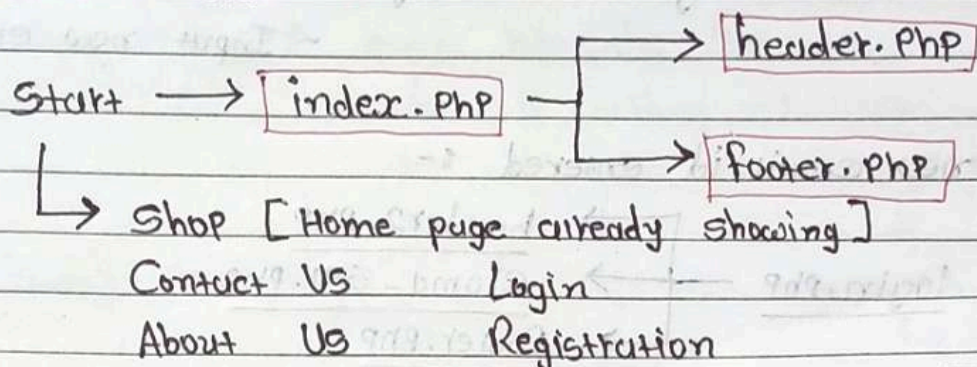 header.php
Start → index.php
footer.php
Shop [Home page already showing]
Contact Us Login
About Us Registration